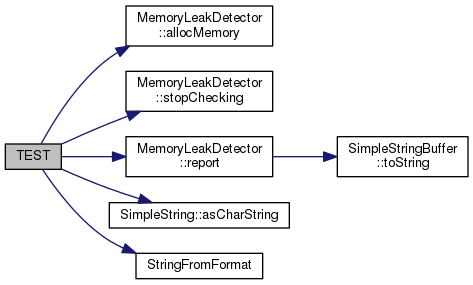 MemoryLeakDetector
::allocMemory
MemoryLeakDetector
::stopChecking
TEST
MemoryLeakDetector
::report
SimpleStringBuffer
::toString
SimpleString::asCharString
StringFromFormat